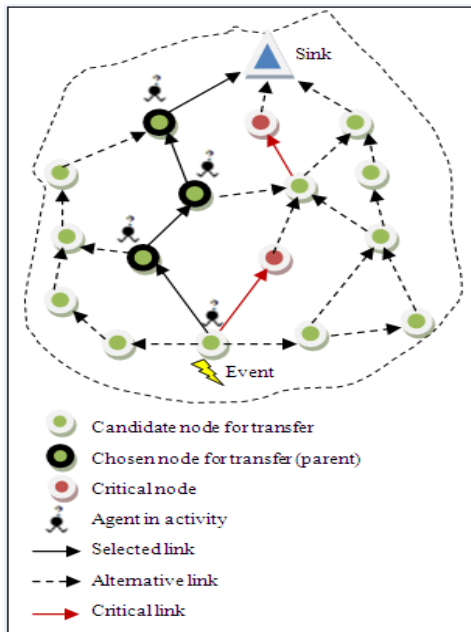 Sink
Event
Candidate node for transfer
Chosen node for transfer (parent)
Critical node
Agent in activity
Selected link
Alternative link
Critical link